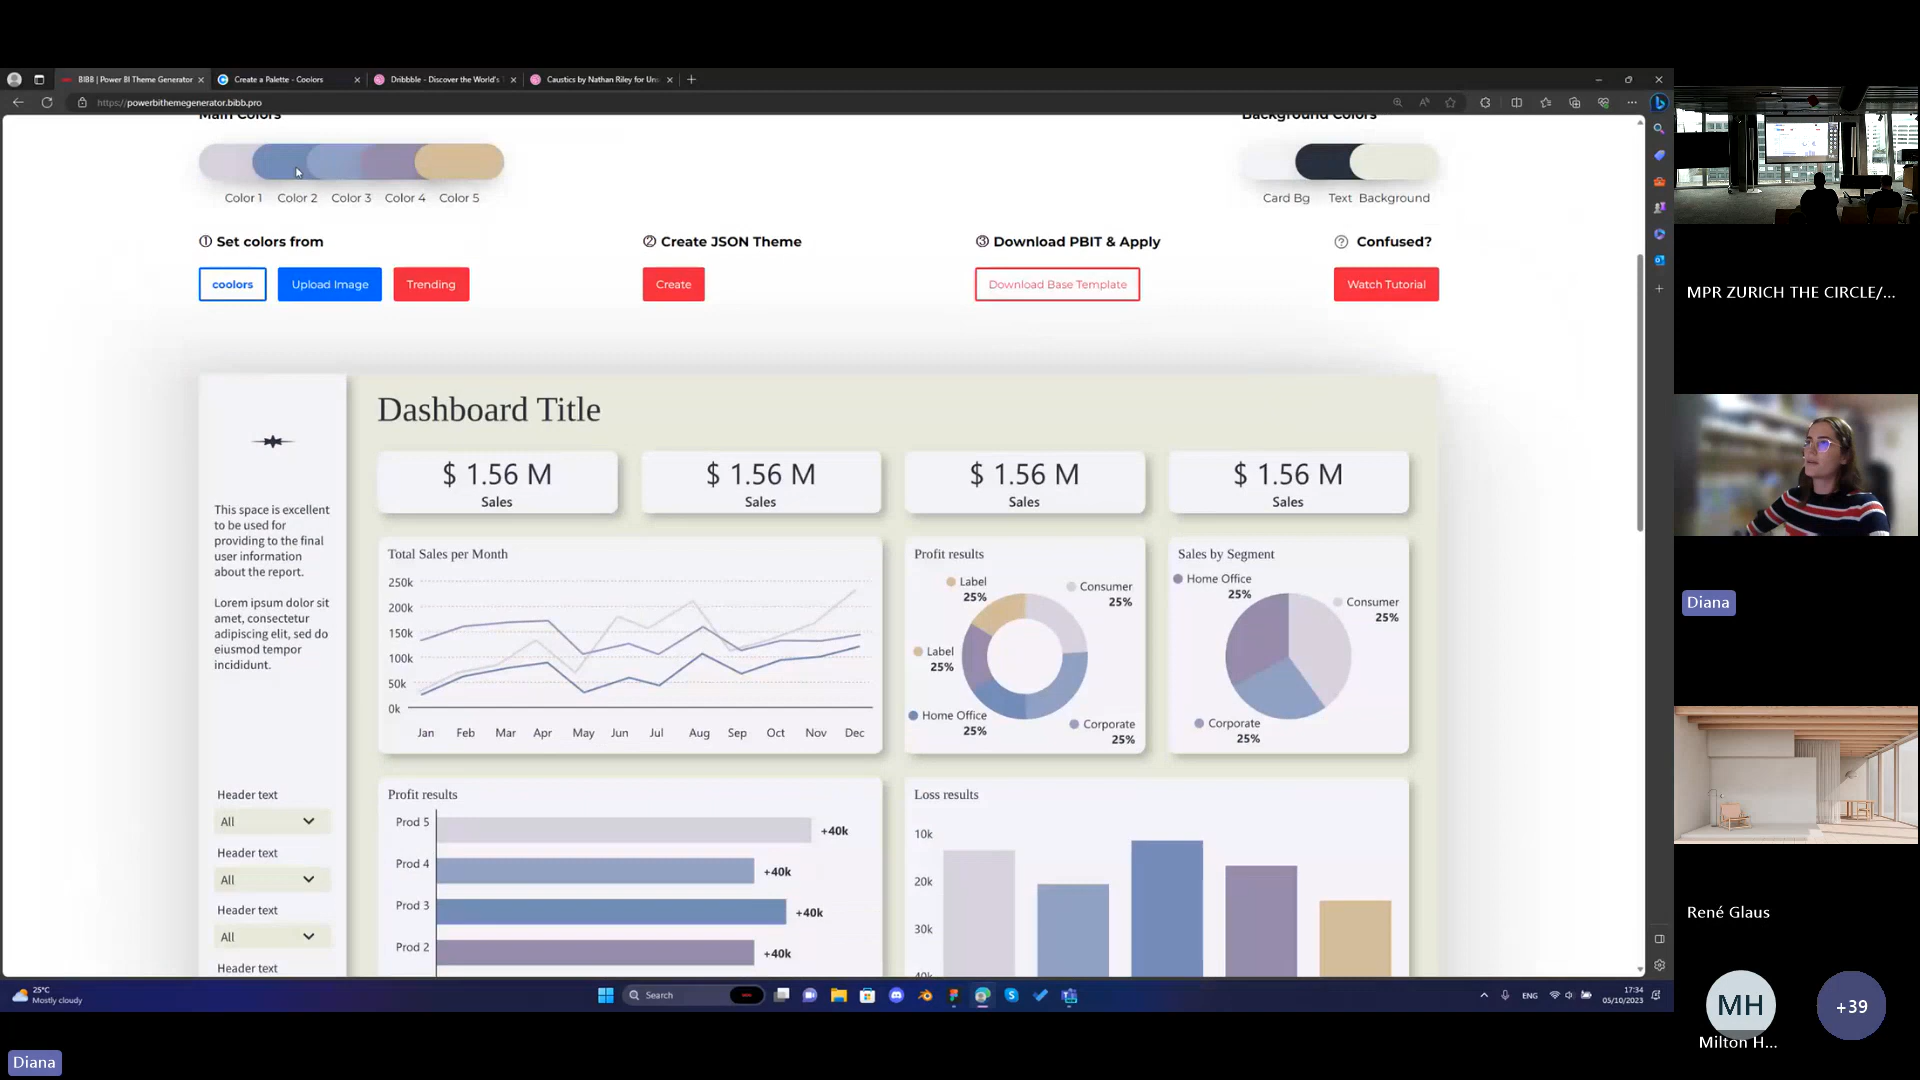 BIBB | Power BI Theme Generator
Create a Palette - Coolors
Dribbble - Discover the World's
Caustics by Nathan Riley for Un
https://powerbithemegenerator.bibb.pro
Main Colors
Background Colors
Color 1 Color 2 Color 3 Color 4 Color 5
Card Bg Text Background
① Set colors from
② Create JSON Theme
③ Download PBIT & Apply
? Confused?
coolors
Upload Image
Trending
Create
Download Base Template
Watch Tutorial
Dashboard Title
This space is excellent
to be used for
providing to the final
user information
about the report.
Lorem ipsum dolor sit
amet, consectetur
adipiscing elit, sed do
eiusmod tempor
incididunt.
Header text
All
Header text
All
Header text
All
Header text
$ 1.56 M
Sales
$ 1.56 M
Sales
$ 1.56 M
Sales
$ 1.56 M
Sales
Total Sales per Month
250k
200k
150k
100k
50k
0k
Jan Feb Mar Apr May Jun Jul Aug Sep Oct Nov Dec
Profit results
Label
25%
Consumer
25%
Label
25%
Home Office
25%
Corporate
25%
Sales by Segment
Home Office
25%
Consumer
25%
Corporate
25%
Profit results
Prod 5
+40k
Prod 4
+40k
Prod 3
+40k
Prod 2
+40k
Loss results
10k
20k
30k
40k
25°C
Mostly cloudy
Search
ENG
17:34
05/10/2023
Diana
MPR ZURICH THE CIRCLE/...
Diana
René Glaus
MH
Milton H...
+39